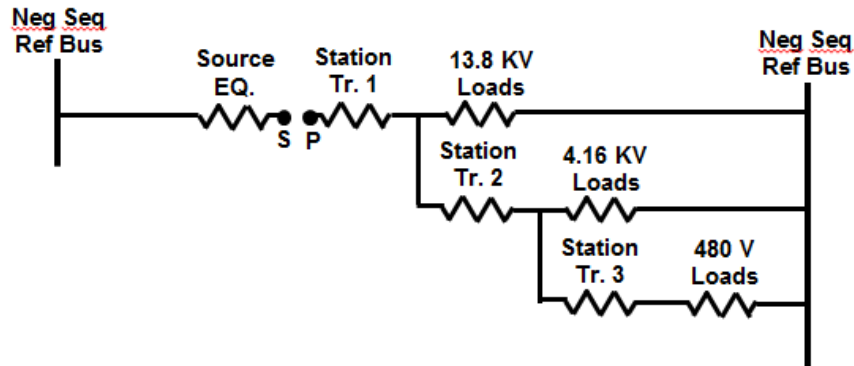 Neg Seq
Ref Bus
Source
EQ.
Station
Tr. 1
13.8 KV
Loads
Neg Seq
Ref Bus
S P
Station
Tr. 2
4.16 KV
Loads
Station
Tr. 3
480 V
Loads